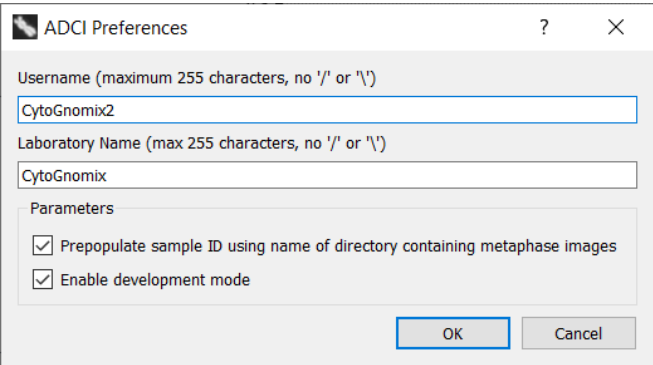 ADCI Preferences
Username (maximum 255 characters, no '/' or '\')
CytoGnomix2
Laboratory Name (max 255 characters, no '/' or '\')
CytoGnomix
Parameters
Prepopulate sample ID using name of directory containing metaphase images
Enable development mode
OK Cancel